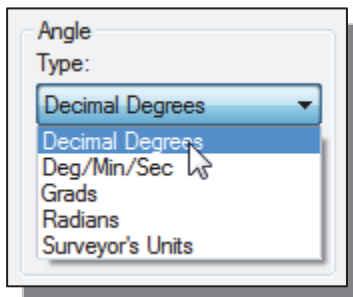 Angle
Type:
Decimal Degrees
Decimal Degrees
Deg/Min/Sec
Grads
Radians
Surveyor's Units